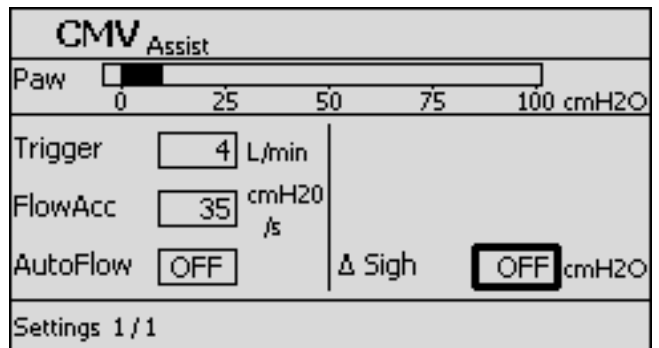 CMV Assist
Paw
0 25 50 75 100 cmH2O
Trigger 4 L/min
FlowAcc 35 cmH20
/s
AutoFlow OFF Δ Sigh OFF cmH2O
Settings 1/1